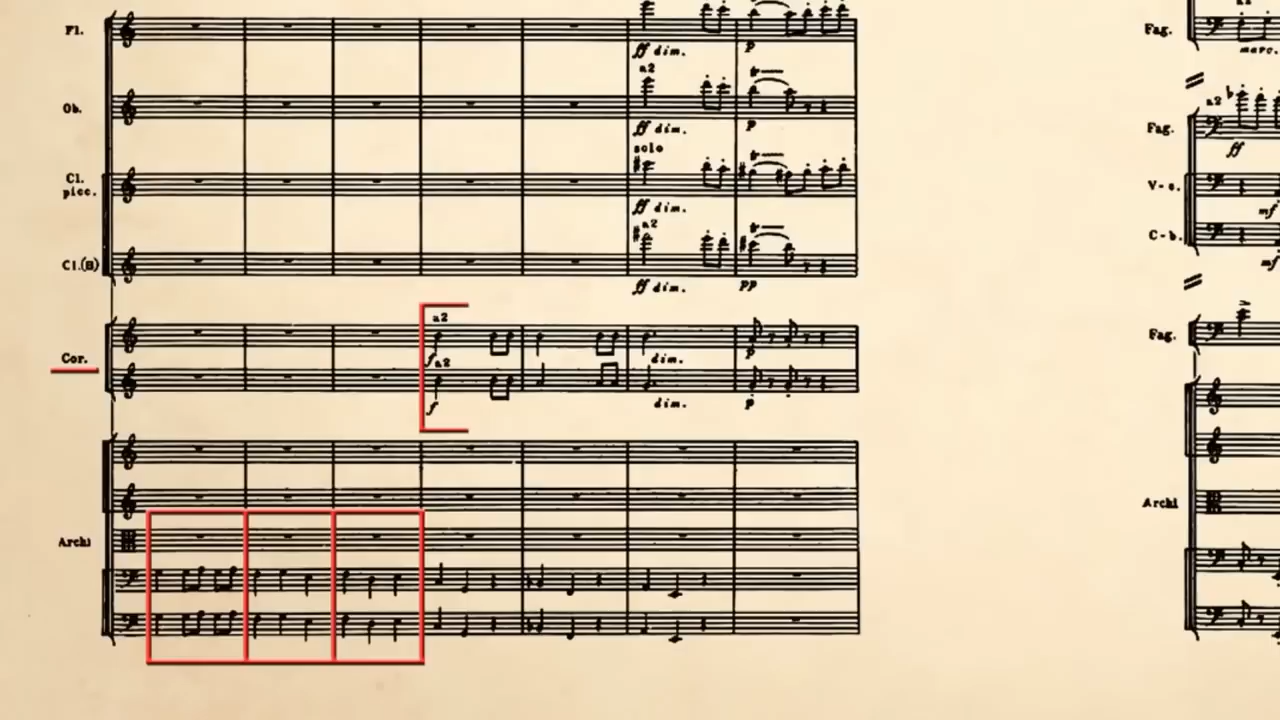 Fl.
ff dim.
p
a2
Ob.
ff dim.
p
solo
Cl.
picc.
ff dim.
a2
Cl.(B)
ff dim.
pp
a2
Cor.
f
a2
dim.
p
f
dim.
p
Archi
Fag.
marc.
a2
Fag.
ff
V-c.
mf
C-b.
mf
Fag.
Archi